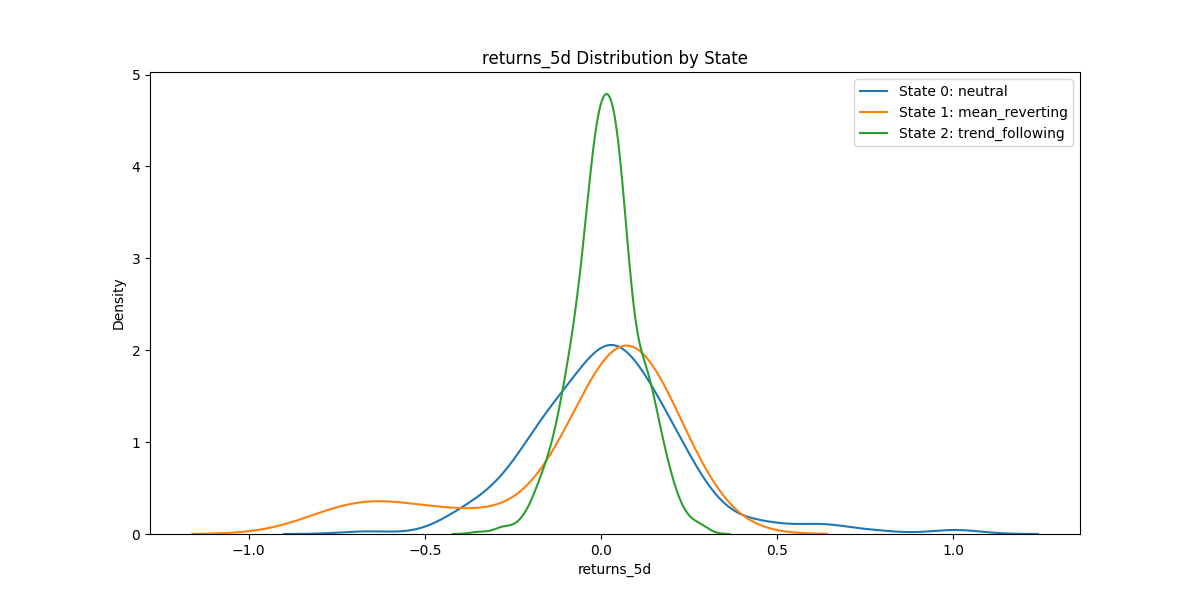 returns_5d Distribution by State
State 0: neutral
State 1: mean_reverting
State 2: trend_following
Density
5
4
3
2
1
0
−1.0 −0.5 0.0 0.5 1.0
returns_5d